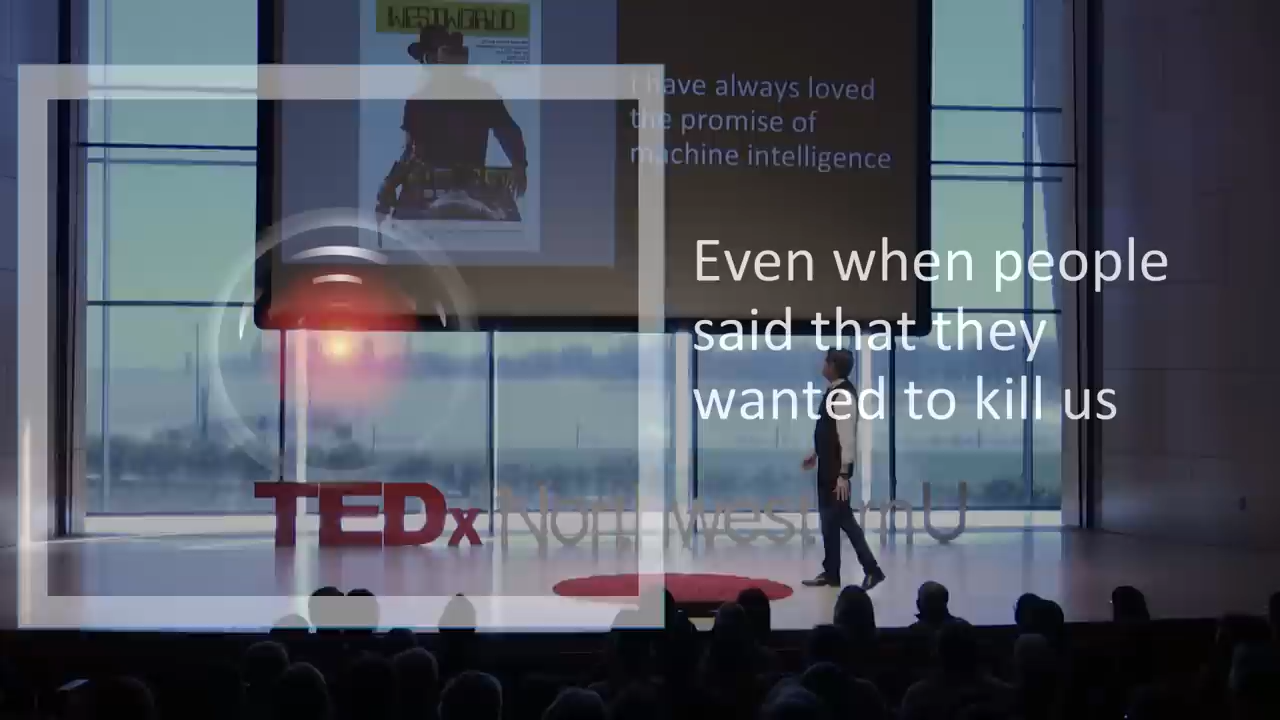 WESTWORLD
I have always loved
the promise of
machine intelligence
Even when people
said that they
wanted to kill us
TEDx NorthwesternU